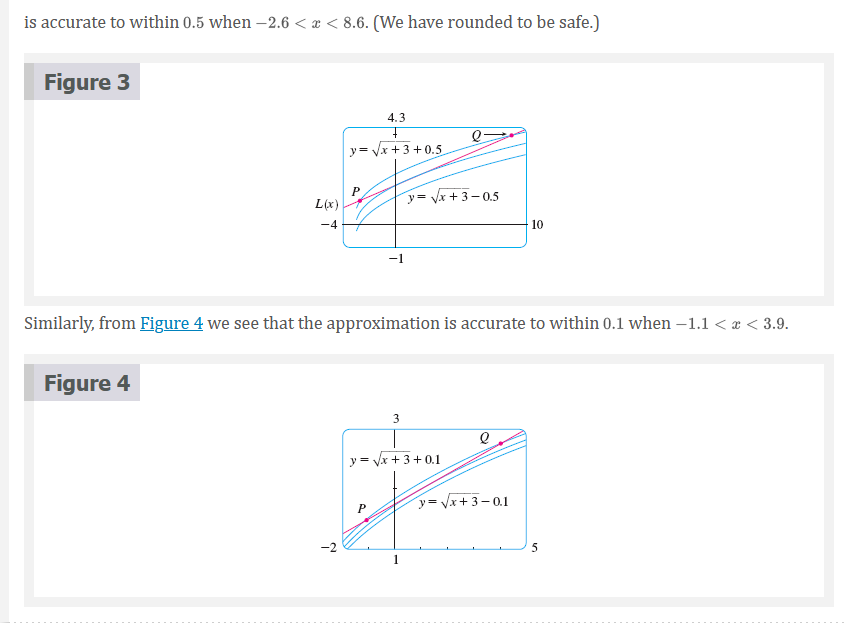 is accurate to within 0.5 when −2.6 < x < 8.6. (We have rounded to be safe.)
Figure 3
4.3
Q
y = √x + 3 + 0.5
P
y = √x + 3 − 0.5
L(x)
−4
10
−1
Similarly, from Figure 4 we see that the approximation is accurate to within 0.1 when −1.1 < x < 3.9.
Figure 4
3
Q
y = √x + 3 + 0.1
P
y = √x + 3 − 0.1
−2
5
1